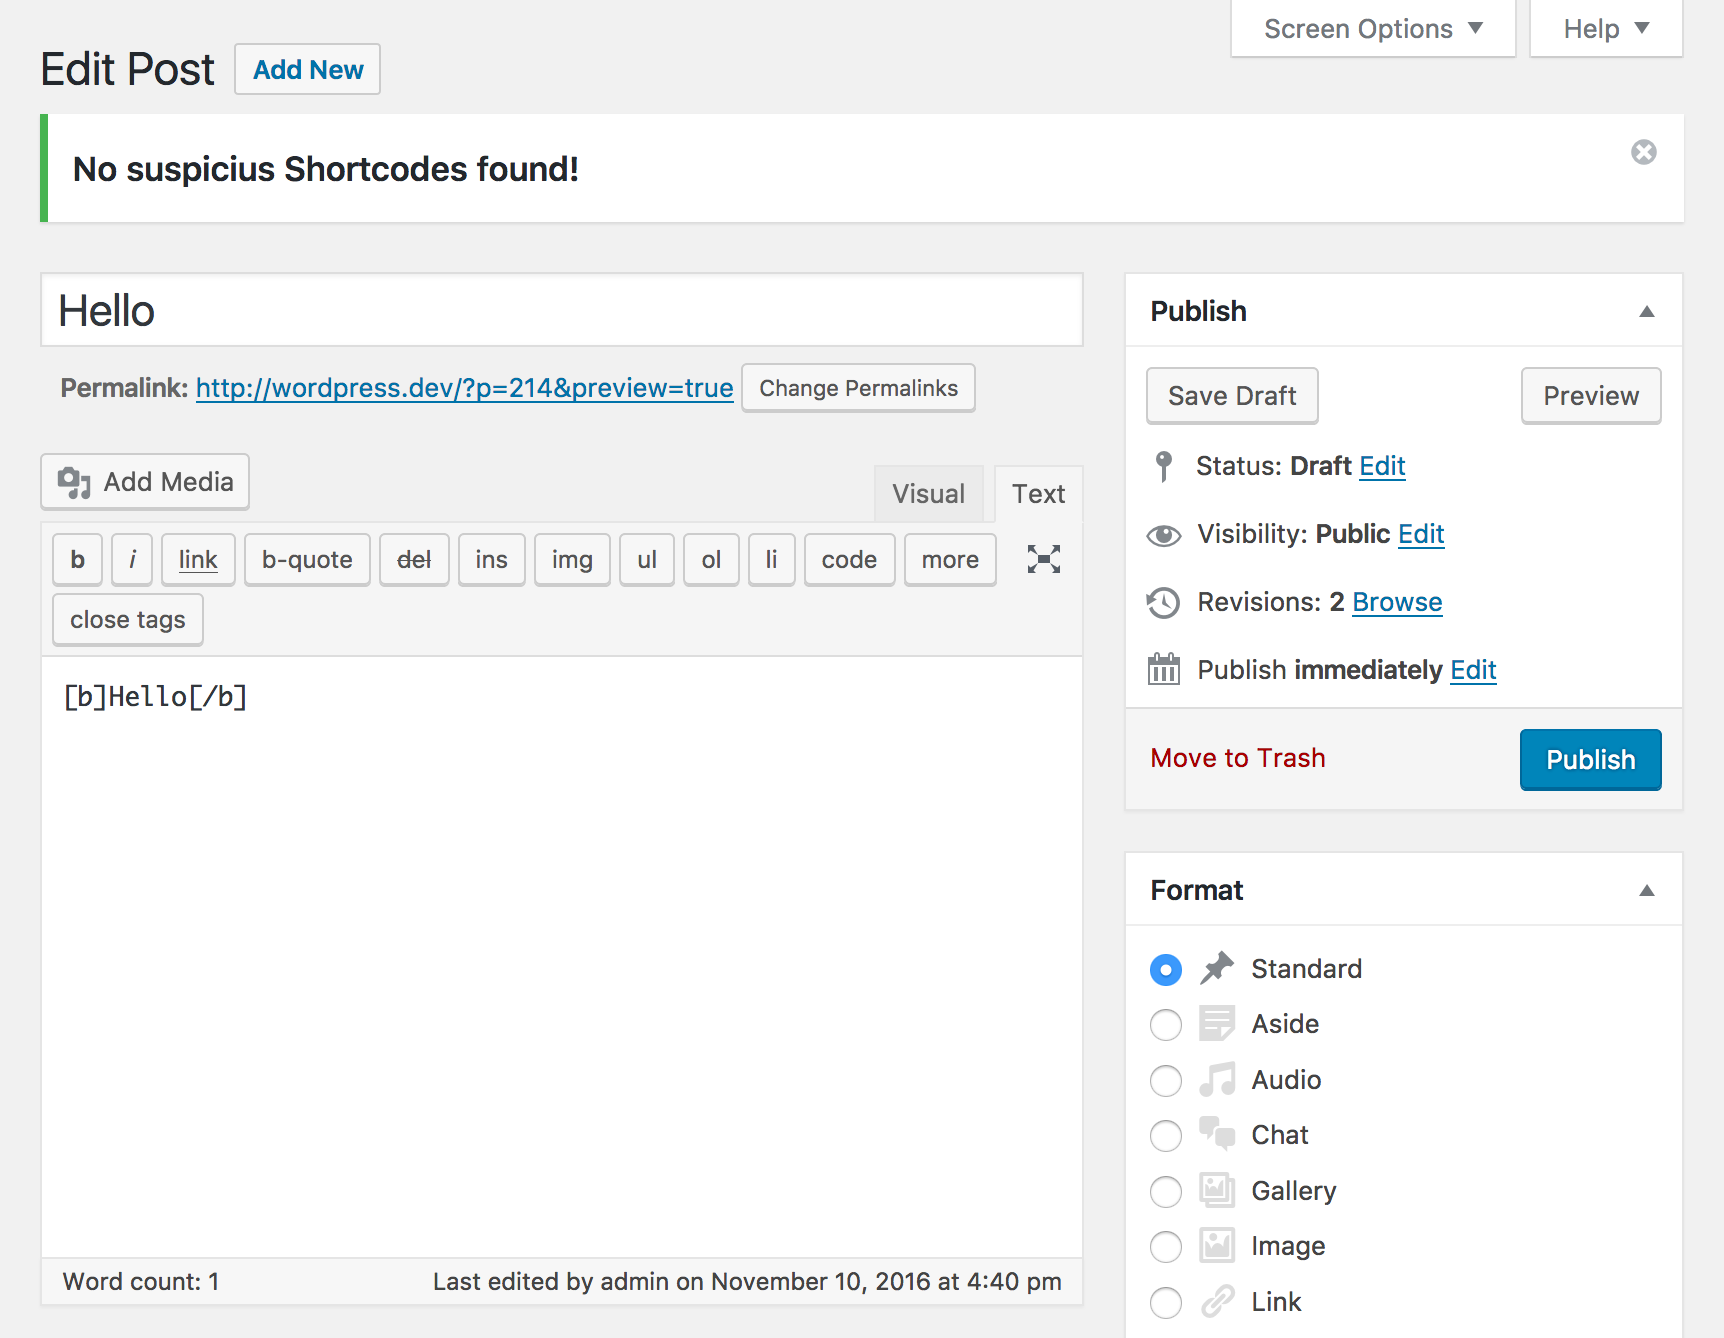 Screen Options
Help
Edit Post Add New
No suspicius Shortcodes found!
Hello
Permalink: http://wordpress.dev/?p=214&preview=true Change Permalinks
Add Media
Visual Text
b i link b-quote del ins img ul ol li code more
close tags
[b]Hello[/b]
Word count: 1 Last edited by admin on November 10, 2016 at 4:40 pm
Publish
Save Draft Preview
Status: Draft Edit
Visibility: Public Edit
Revisions: 2 Browse
Publish immediately Edit
Move to Trash Publish
Format
Standard
Aside
Audio
Chat
Gallery
Image
Link